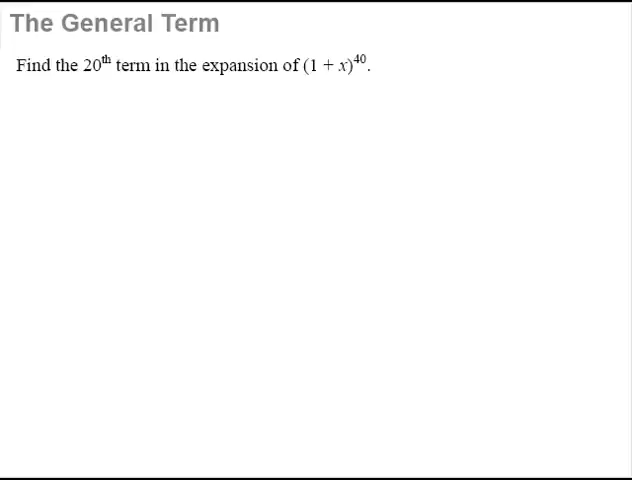 The General Term
Find the 20th term in the expansion of (1 + x)^40.